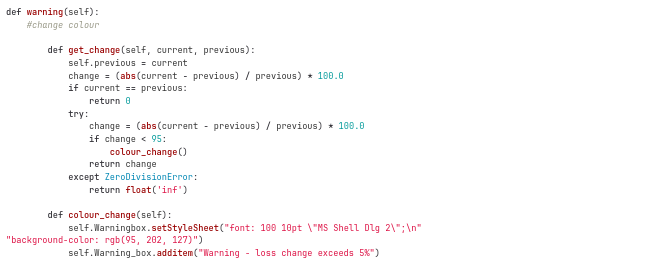 def warning(self):
    #change colour

        def get_change(self, current, previous):
            self.previous = current
            change = (abs(current - previous) / previous) * 100.0
            if current == previous:
                return 0
            try:
                change = (abs(current - previous) / previous) * 100.0
                if change < 95:
                    colour_change()
                return change
            except ZeroDivisionError:
                return float('inf')

        def colour_change(self):
            self.Warningbox.setStyleSheet("font: 100 10pt \"MS Shell Dlg 2\";\n"
"background-color: rgb(95, 202, 127)")
            self.Warning_box.additem("Warning - loss change exceeds 5%")